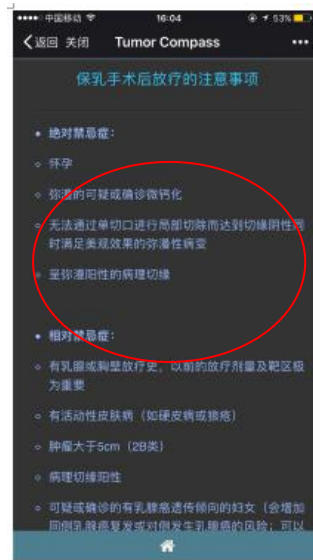 中国移动 16:04 53%
返回 关闭 Tumor Compass
保乳手术后放疗的注意事项
绝对禁忌症：
怀孕
弥漫的可疑或确诊微钙化
无法通过单切口进行局部切除而达到切缘阴性同
时满足美观效果的弥漫性病变
呈弥漫阳性的病理切缘
相对禁忌症：
有乳腺或胸壁放疗史，以前的放疗剂量及靶区极
为重要
有活动性皮肤病（如硬皮病或狼疮）
肿瘤大于5cm（2B类）
病理切缘阳性
可疑或确诊的有乳腺癌遗传倾向的妇女（会增加
同侧乳腺癌复发或对侧发生乳腺癌的风险；可以